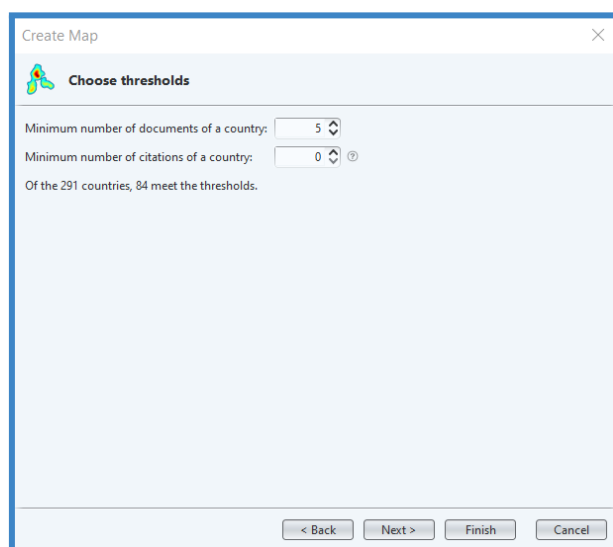 Create Map
Choose thresholds
Minimum number of documents of a country: 5
Minimum number of citations of a country: 0 ?
Of the 291 countries, 84 meet the thresholds.
< Back Next > Finish Cancel